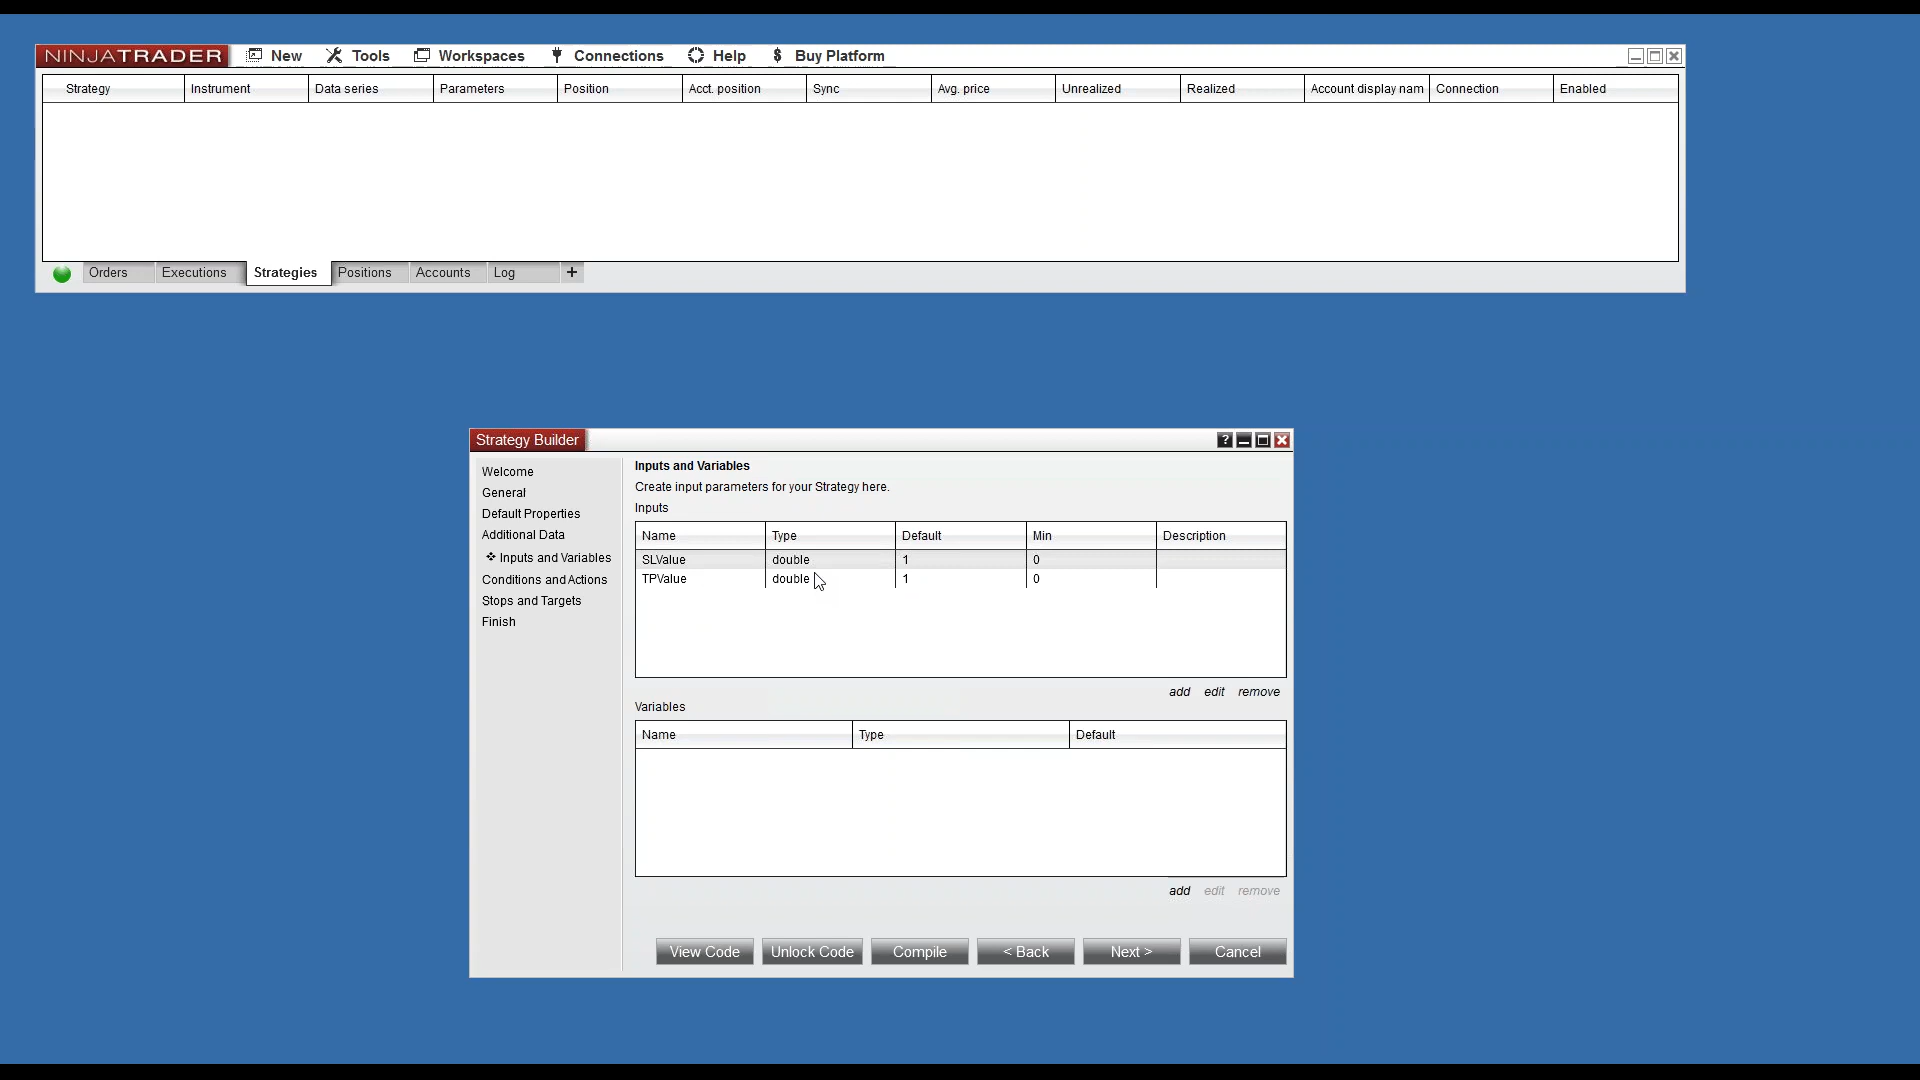 NINJATRADER New Tools Workspaces Connections Help $ Buy Platform
Strategy Instrument Data series Parameters Position Acct. position Sync Avg. price Unrealized Realized Account display nam Connection Enabled
Orders Executions Strategies Positions Accounts Log +
Strategy Builder ?
Welcome
General
Default Properties
Additional Data
Inputs and Variables
Conditions and Actions
Stops and Targets
Finish
Inputs and Variables
Create input parameters for your Strategy here.
Inputs
Name Type Default Min Description
SLValue double 1 0
TPValue double 1 0
add edit remove
Variables
Name Type Default
add edit remove
View Code Unlock Code Compile < Back Next > Cancel